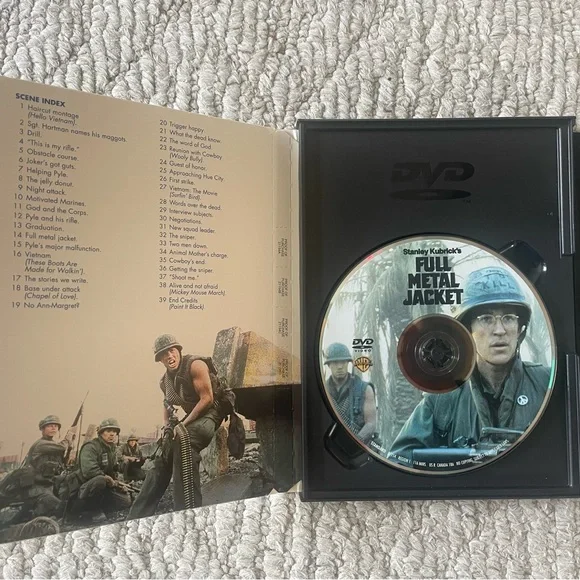 SCENE INDEX
1 Haircut montage
(Hello Vietnam).
2 Sgt. Hartman names his maggots.
3 Drill.
4 "This is my rifle."
5 Obstacle course.
6 Joker's got guts.
7 Helping Pyle.
8 The jelly donut.
9 Night attack.
10 Motivated Marines.
11 God and the Corps.
12 Pyle and his rifle.
13 Graduation.
14 Full metal jacket.
15 Pyle's major malfunction.
16 Vietnam
(These Boots Are
Made for Walkin').
17 The stories we write.
18 Base under attack
(Chapel of Love).
19 No Ann-Margret?
20 Trigger happy.
21 What the dead know.
22 The word of God.
23 Reunion with Cowboy
(Wooly Bully).
24 Guest of honor.
25 Approaching Hue City.
26 First strike.
27 Vietnam: The Movie
(Surfin' Bird).
28 Words over the dead.
29 Interview subjects.
30 Negotiations.
31 New squad leader.
32 The sniper.
33 Two men down.
34 Animal Mother's charge.
35 Cowboy's end.
36 Getting the sniper.
37 "Shoot me."
38 Alive and not afraid
(Mickey Mouse March).
39 End Credits
(Paint It Black).
DVD
Stanley Kubrick's
FULL
METAL
JACKET
DVD
VIDEO
WB
KILL